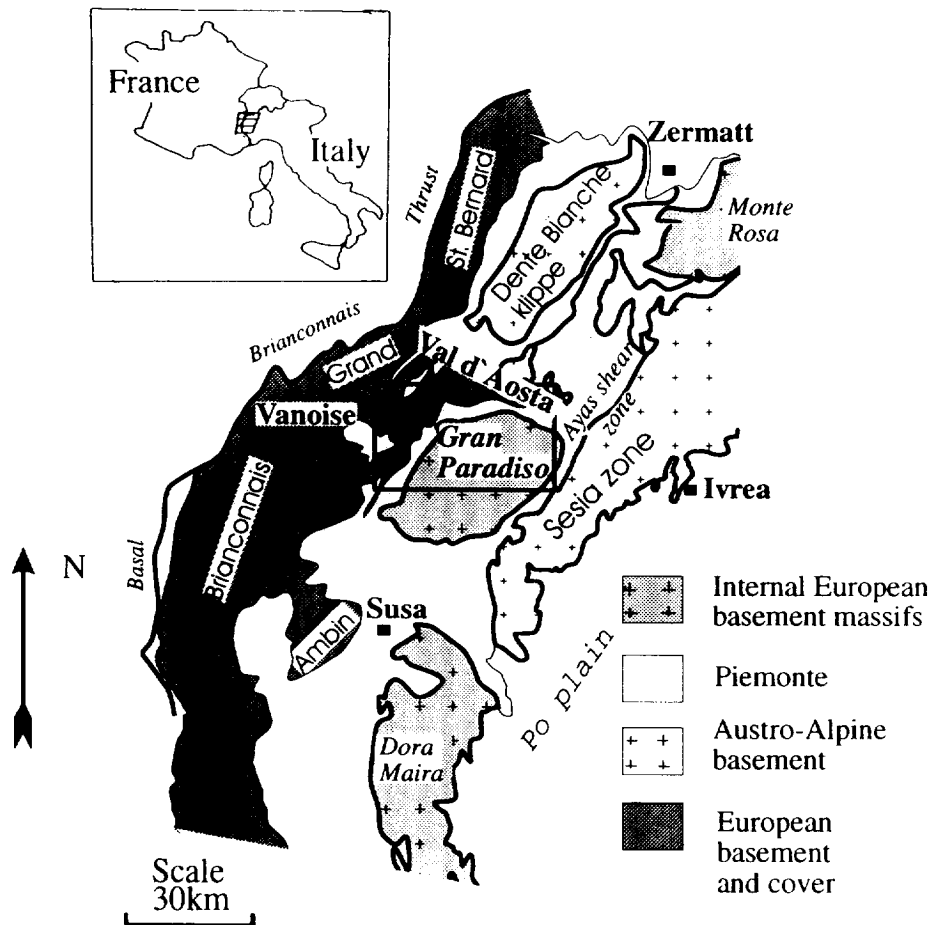 France
Italy
Zermatt
Thrust
St. Bernard
Dente Blanche
klippe
Monte
Rosa
Brianconnais
Grand
Val d`Aosta
Ayas shear
zone
Vanoise
Gran
Paradiso
Sesia zone
Ivrea
Basal
Brianconnais
N
Ambin
Susa
Po plain
Dora
Maira
Internal European
basement massifs
Piemonte
Austro-Alpine
basement
European
basement
and cover
Scale
30km